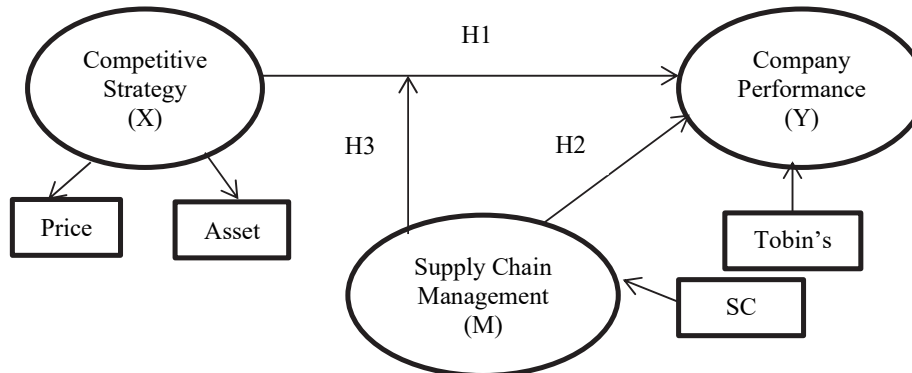 H1
Competitive
Strategy
(X)
Company
Performance
(Y)
H3
H2
Price
Asset
Tobin's
Supply Chain
Management
(M)
SC